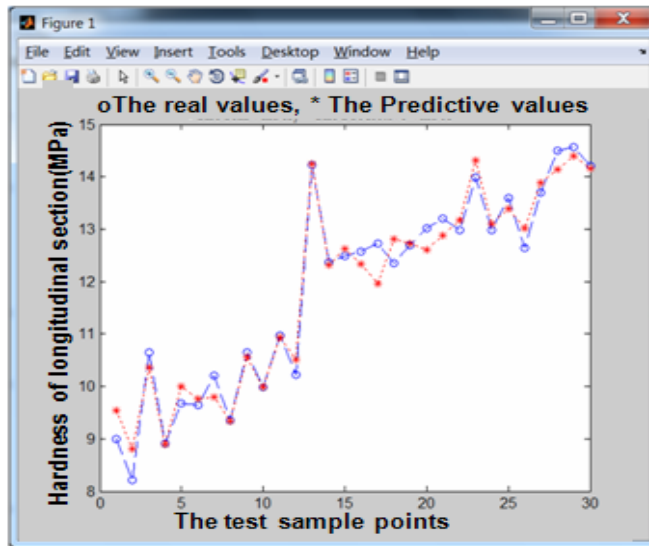 Figure 1
File Edit View Insert Tools Desktop Window Help
oThe real values, * The Predictive values
15
14
13
12
11
10
9
8
Hardness of longitudinal section(MPa)
0 5 10 15 20 25 30
The test sample points